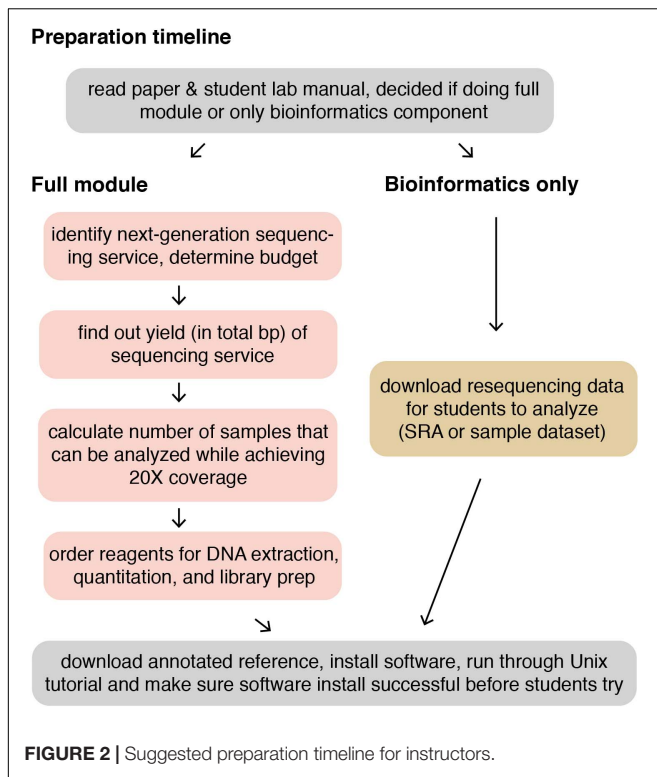 Preparation timeline
read paper & student lab manual, decided if doing full
module or only bioinformatics component
Full module
Bioinformatics only
identify next-generation sequenc-
ing service, determine budget
find out yield (in total bp) of
sequencing service
calculate number of samples that
can be analyzed while achieving
20X coverage
order reagents for DNA extraction,
quantitation, and library prep
download resequencing data
for students to analyze
(SRA or sample dataset)
download annotated reference, install software, run through Unix
tutorial and make sure software install successful before students try
FIGURE 2 | Suggested preparation timeline for instructors.